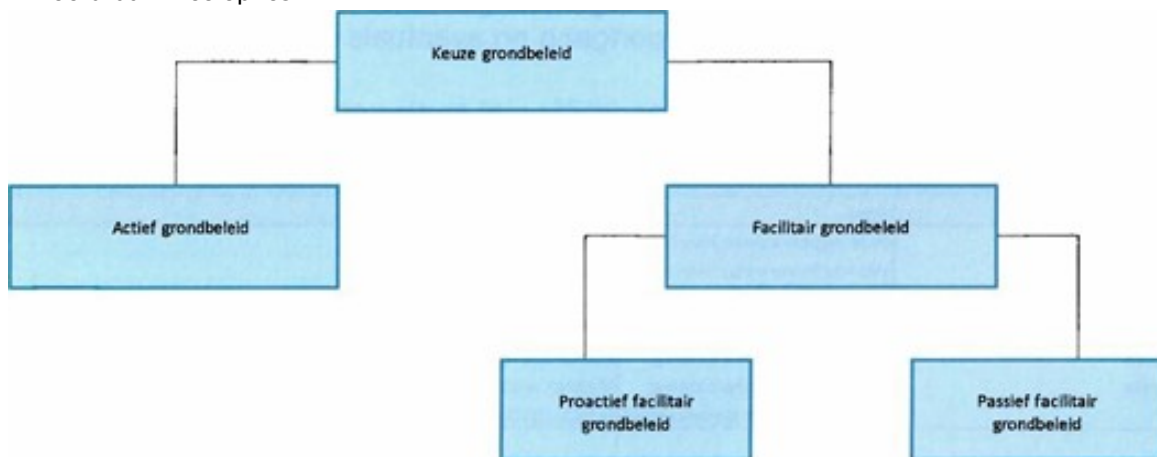 Keuze grondbeleid
Actief grondbeleid
Facilitair grondbeleid
Proactief facilitair
grondbeleid
Passief facilitair
grondbeleid